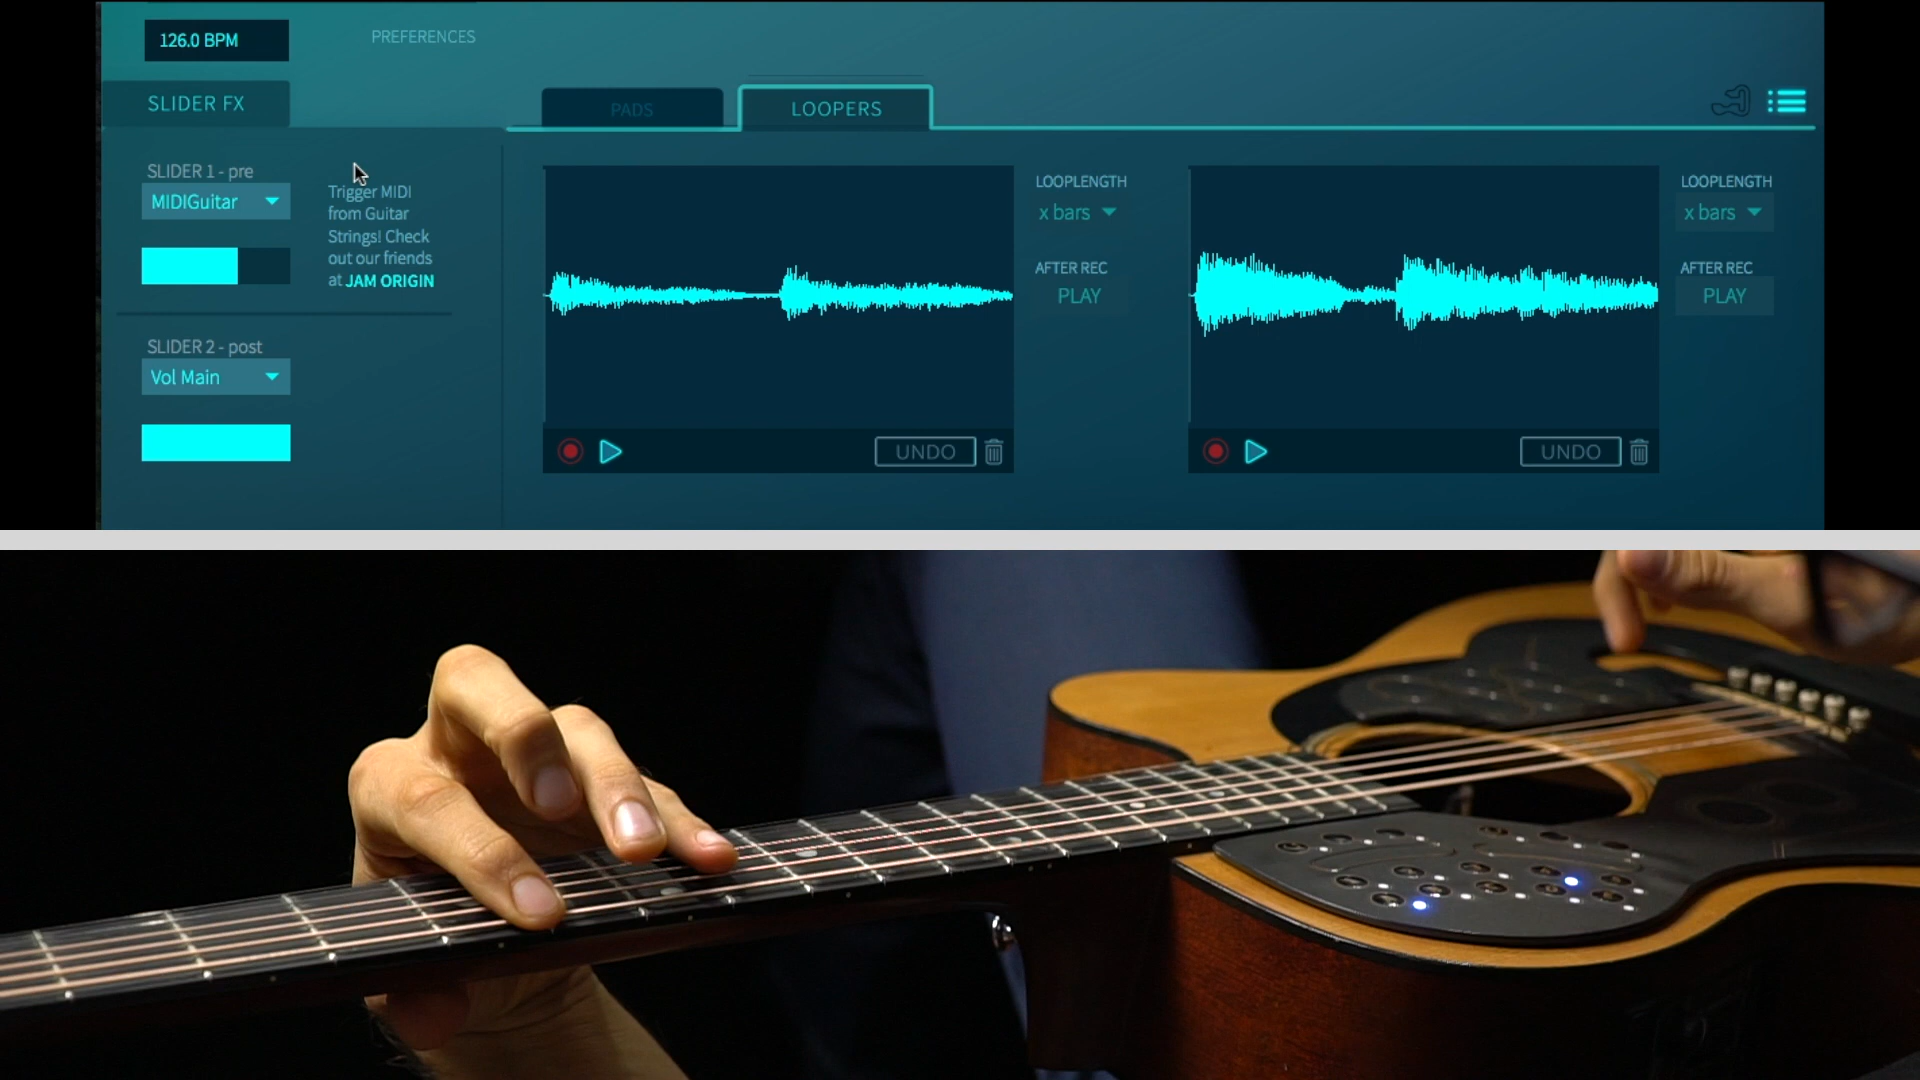 126.0 BPM
PREFERENCES
SLIDER FX
PADS
LOOPERS
SLIDER 1 - pre
MIDIGuitar
Trigger MIDI
from Guitar
Strings! Check
out our friends
at JAM ORIGIN
SLIDER 2 - post
Vol Main
LOOPLENGTH
x bars
AFTER REC
PLAY
UNDO
LOOPLENGTH
x bars
AFTER REC
PLAY
UNDO